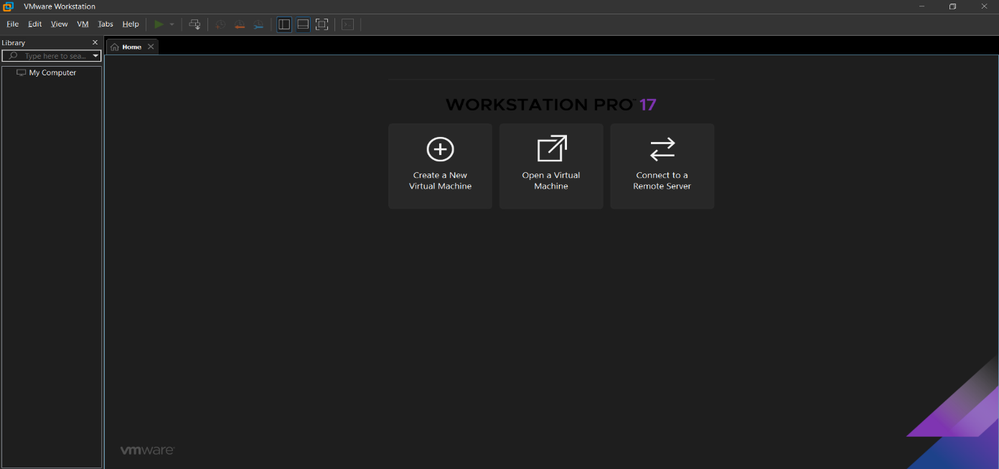 VMware Workstation
File Edit View VM Tabs Help
Library
Type here to sea...
My Computer
Home
WORKSTATION PRO™ 17
Create a New
Virtual Machine
Open a Virtual
Machine
Connect to a
Remote Server
vmware®